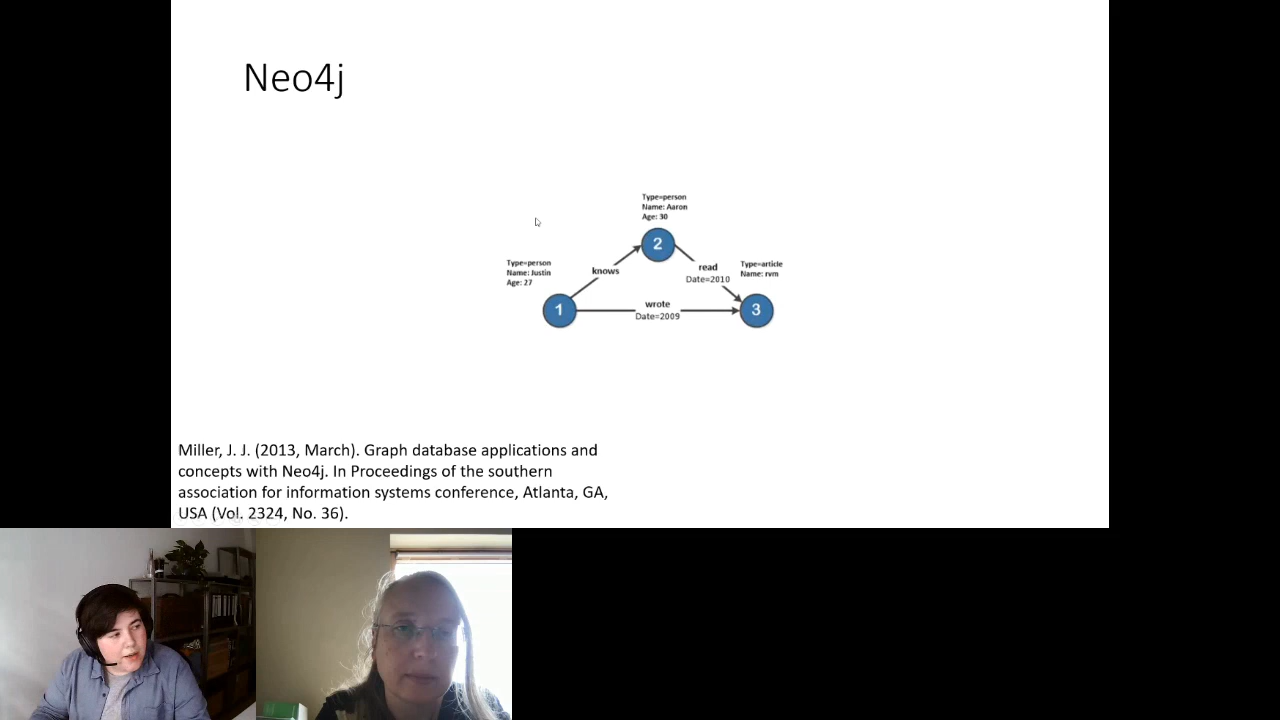 Neo4j
Type=person
Name: Aaron
Age: 30
2
Type=person
Name: Justin
Age: 27
knows
read
Date=2010
Type=article
Name: rvm
1
wrote
Date=2009
3
Miller, J. J. (2013, March). Graph database applications and
concepts with Neo4j. In Proceedings of the southern
association for information systems conference, Atlanta, GA,
USA (Vol. 2324, No. 36).